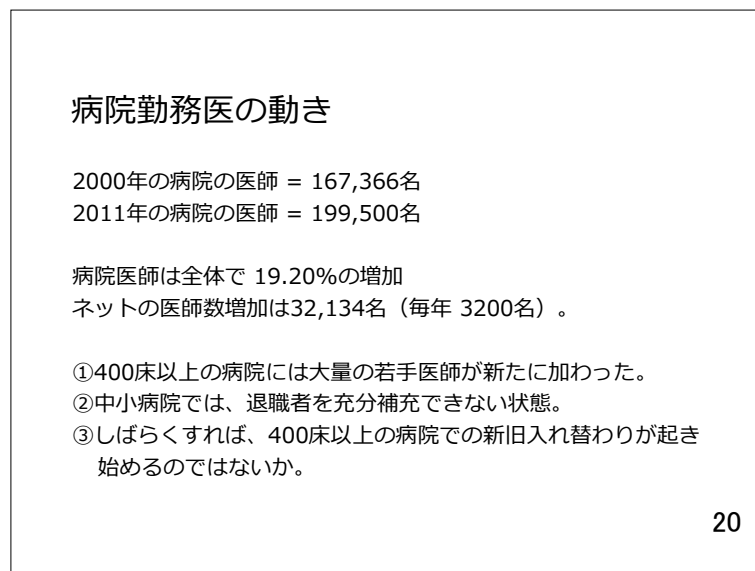 病院勤務医の動き
2000年の病院の医師 = 167,366名
2011年の病院の医師 = 199,500名
病院医師は全体で 19.20%の増加
ネットの医師数増加は32,134名（毎年 3200名）。
①400床以上の病院には大量の若手医師が新たに加わった。
②中小病院では、退職者を充分補充できない状態。
③しばらくすれば、400床以上の病院での新旧入れ替わりが起き
始めるのではないか。
20